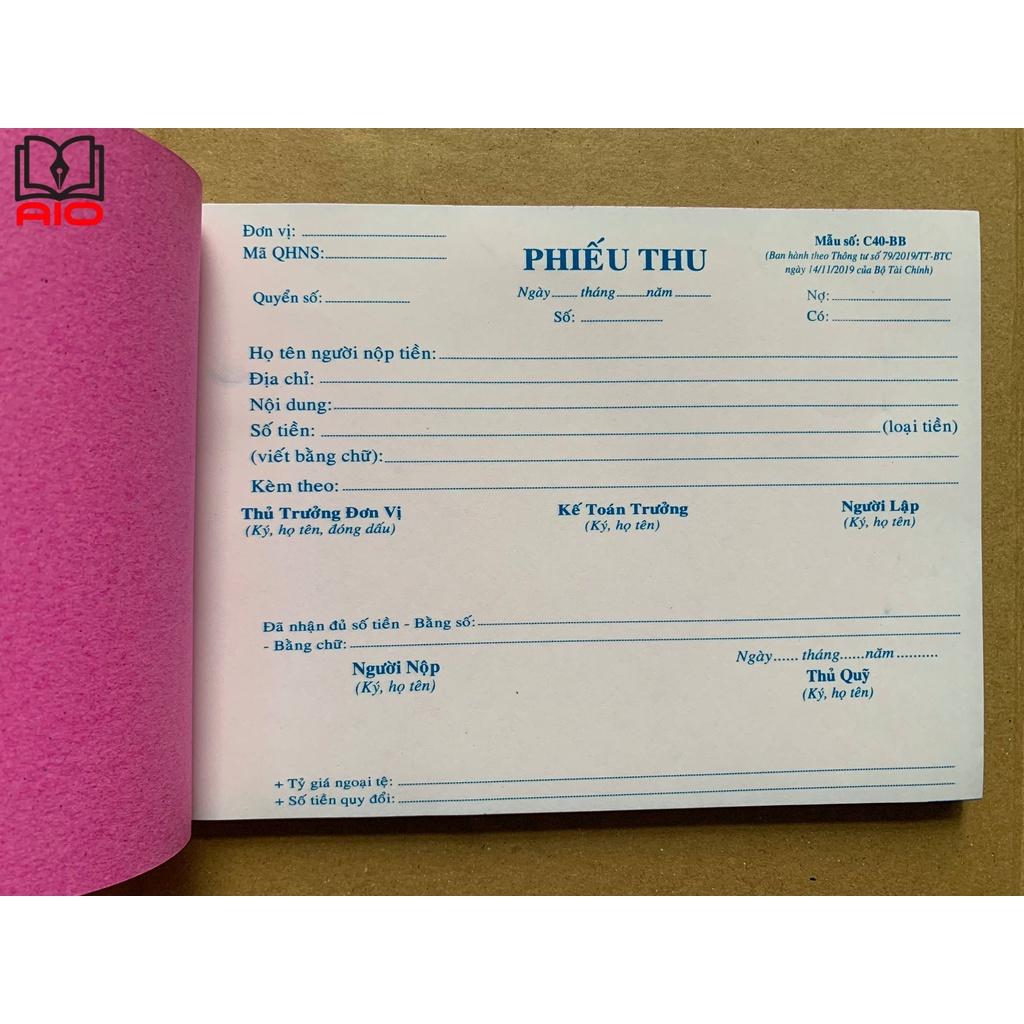 AIO
Đơn vị: ........................
Mã QHNS:........................
PHIẾU THU
Mẫu số: C40-BB
(Ban hành theo Thông tư số 79/2019/TT-BTC
ngày 14/11/2019 của Bộ Tài Chính)
Quyển số: ..................
Ngày........ tháng.........năm ..........
Số: ..................
Nợ: ........................
Có: ........................
Họ tên người nộp tiền:........................
Địa chỉ: ........................
Nội dung:........................
Số tiền: ........................(loại tiền)
(viết bằng chữ):........................
Kèm theo:........................
Thủ Trưởng Đơn Vị Kế Toán Trưởng Người Lập
(Ký, họ tên, đóng dấu) (Ký, họ tên) (Ký, họ tên)
Đã nhận đủ số tiền - Bằng số:........................
- Bằng chữ:........................
Ngày...... tháng......năm ..........
Người Nộp Thủ Quỹ
(Ký, họ tên) (Ký, họ tên)
+ Tỷ giá ngoại tệ: ........................
+ Số tiền quy đổi:........................